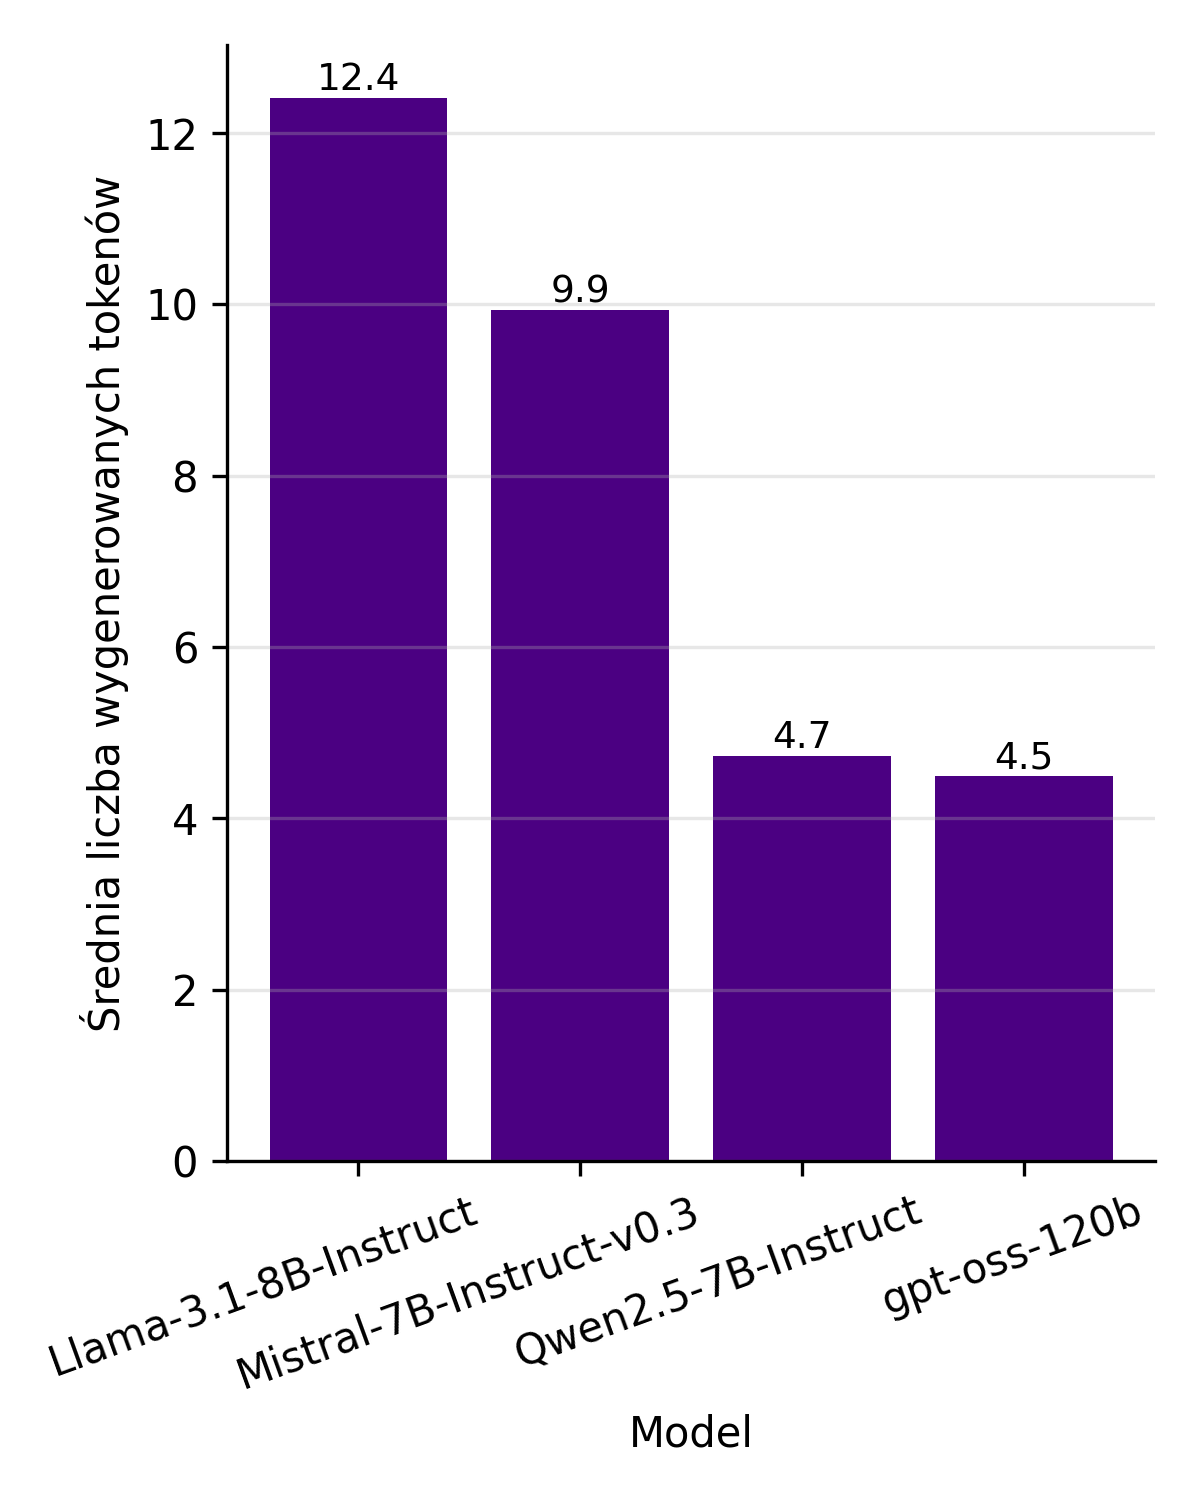 Średnia liczba wygenerowanych tokenów
12
10
8
6
4
2
0
12.4
9.9
4.7
4.5
Llama-3.1-8B-Instruct
Mistral-7B-Instruct-v0.3
Qwen2.5-7B-Instruct
gpt-oss-120b
Model